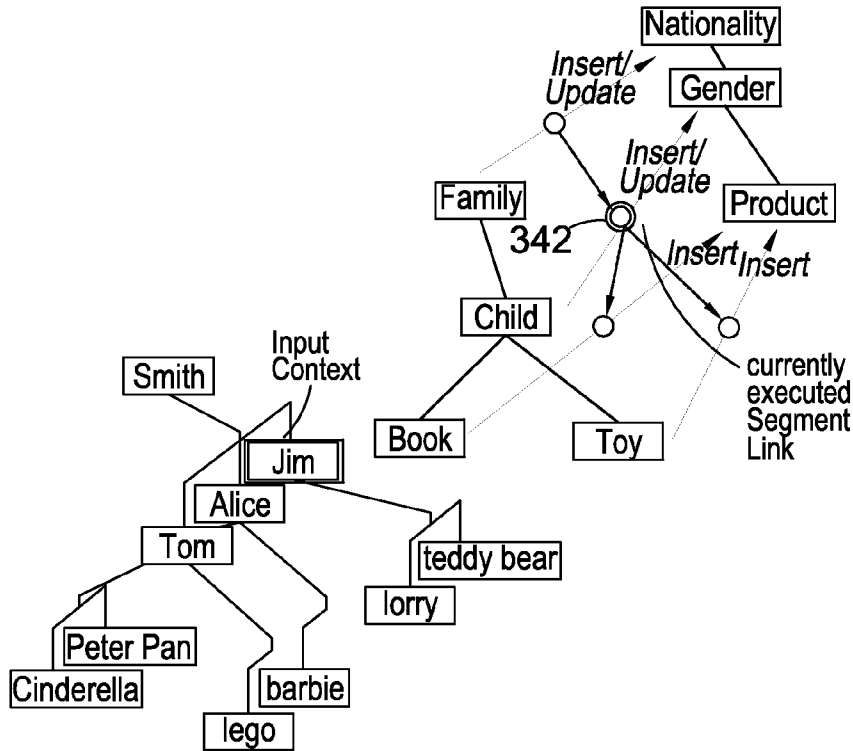 Nationality
Insert/
Update
Gender
Insert/
Update
Family
Product
342
Insert
Insert
Child
Input
Context
currently
executed
Segment
Link
Smith
Book
Toy
Jim
Alice
Tom
teddy bear
lorry
Peter Pan
Cinderella
barbie
lego